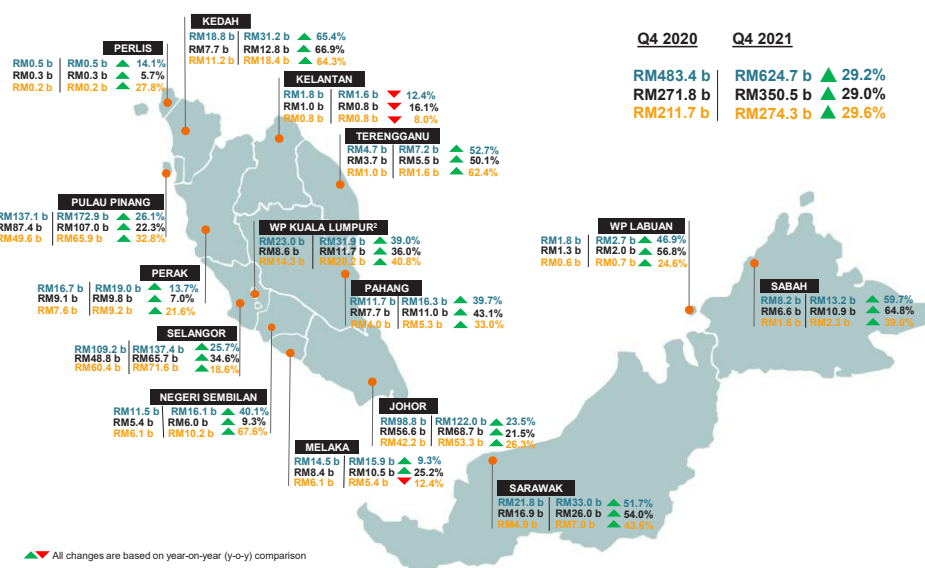 KEDAH
RM18.8 b RM31.2 b 65.4%
RM7.7 b RM12.8 b 66.9%
RM11.2 b RM18.4 b 64.3%
Q4 2020 Q4 2021
RM483.4 b RM624.7 b 29.2%
RM271.8 b RM350.5 b 29.0%
RM211.7 b RM274.3 b 29.6%
PERLIS
RM0.5 b RM0.5 b 14.1%
RM0.3 b RM0.3 b 5.7%
RM0.2 b RM0.2 b 27.8%
KELANTAN
RM1.8 b RM1.6 b 12.4%
RM1.0 b RM0.8 b 16.1%
RM0.8 b RM0.8 b 8.0%
TERENGGANU
RM4.7 b RM7.2 b 52.7%
RM3.7 b RM5.5 b 50.1%
RM1.0 b RM1.6 b 62.4%
PULAU PINANG
RM137.1 b RM172.9 b 26.1%
RM87.4 b RM107.0 b 22.3%
RM49.6 b RM65.9 b 32.8%
WP KUALA LUMPUR²
RM23.0 b RM31.9 b 39.0%
RM8.6 b RM11.7 b 36.0%
RM14.3 b RM20.2 b 40.8%
WP LABUAN
RM1.8 b RM2.7 b 46.9%
RM1.3 b RM2.0 b 56.8%
RM0.6 b RM0.7 b 24.6%
PERAK
RM16.7 b RM19.0 b 13.7%
RM9.1 b RM9.8 b 7.0%
RM7.6 b RM9.2 b 21.6%
PAHANG
RM11.7 b RM16.3 b 39.7%
RM7.7 b RM11.0 b 43.1%
RM4.0 b RM5.3 b 33.0%
SABAH
RM8.2 b RM13.2 b 59.7%
RM6.6 b RM10.9 b 64.8%
RM1.6 b RM2.3 b 39.0%
SELANGOR
RM109.2 b RM137.4 b 25.7%
RM48.8 b RM65.7 b 34.6%
RM60.4 b RM71.6 b 18.6%
NEGERI SEMBILAN
RM11.5 b RM16.1 b 40.1%
RM5.4 b RM6.0 b 9.3%
RM6.1 b RM10.2 b 67.6%
JOHOR
RM98.8 b RM122.0 b 23.5%
RM56.6 b RM68.7 b 21.5%
RM42.2 b RM53.3 b 26.3%
MELAKA
RM14.5 b RM15.9 b 9.3%
RM8.4 b RM10.5 b 25.2%
RM6.1 b RM5.4 b 12.4%
SARAWAK
RM21.8 b RM33.0 b 51.7%
RM16.9 b RM26.0 b 54.0%
RM4.9 b RM7.0 b 43.6%
All changes are based on year-on-year (y-o-y) comparison